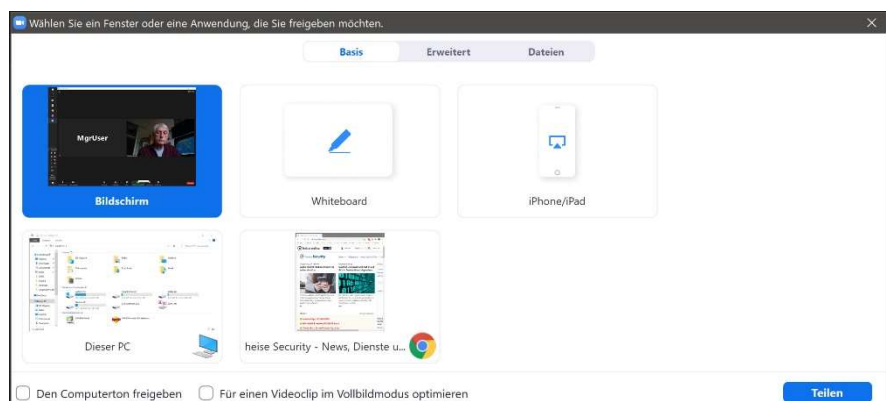 Wählen Sie ein Fenster oder eine Anwendung, die Sie freigeben möchten.
Basis Erweitert Dateien
MgrUser
Bildschirm Whiteboard iPhone/iPad
Security
Dieser PC heise Security - News, Dienste u...
Den Computerton freigeben Für einen Videoclip im Vollbildmodus optimieren Teilen